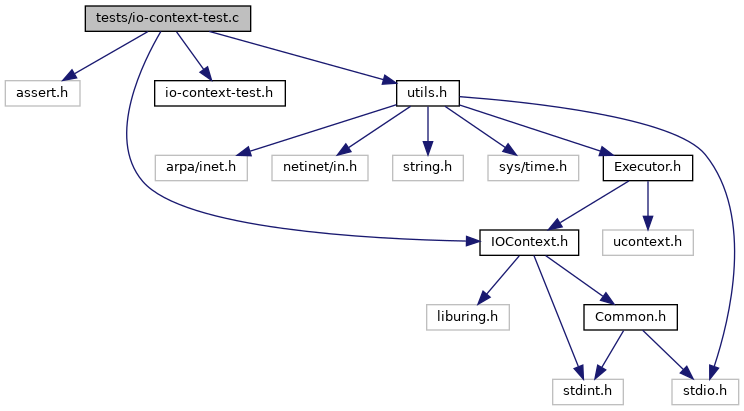 tests/io-context-test.c
assert.h
io-context-test.h
utils.h
arpa/inet.h
netinet/in.h
string.h
sys/time.h
Executor.h
IOContext.h
ucontext.h
liburing.h
Common.h
stdint.h
stdio.h